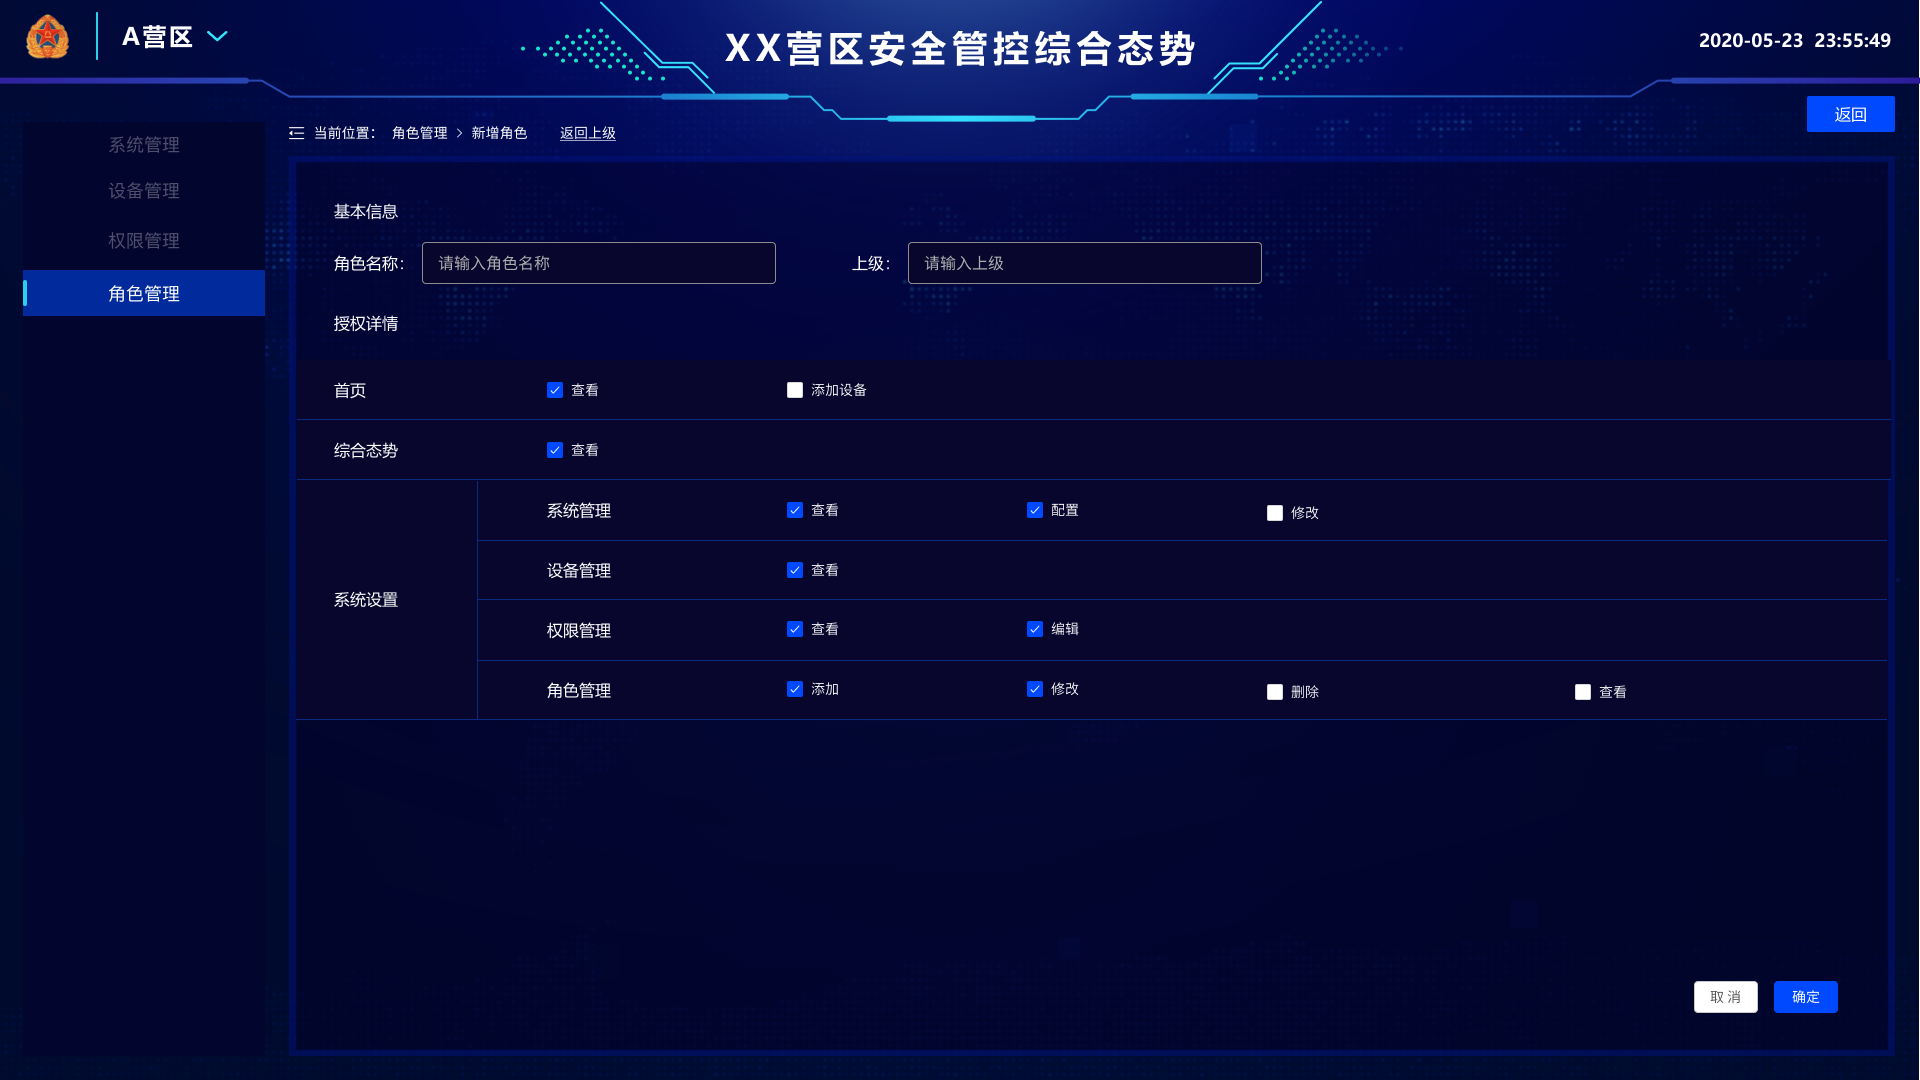 A营区
XX营区安全管控综合态势
2020-05-23 23:55:49
返回
系统管理
设备管理
权限管理
角色管理
当前位置： 角色管理 > 新增角色 返回上级
基本信息
角色名称： 请输入角色名称 上级： 请输入上级
授权详情
首页 查看 添加设备
综合态势 查看
系统设置
系统管理 查看 配置 修改
设备管理 查看
权限管理 查看 编辑
角色管理 添加 修改 删除 查看
取消 确定